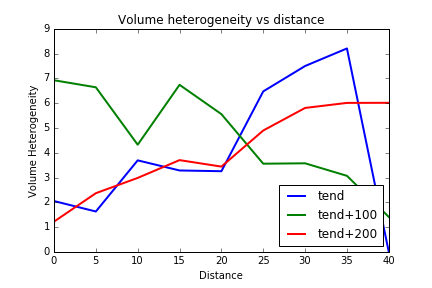 Volume heterogeneity vs distance
Volume Heterogeneity
9
8
7
6
5
4
3
2
1
0
tend
tend+100
tend+200
0 5 10 15 20 25 30 35 40
Distance